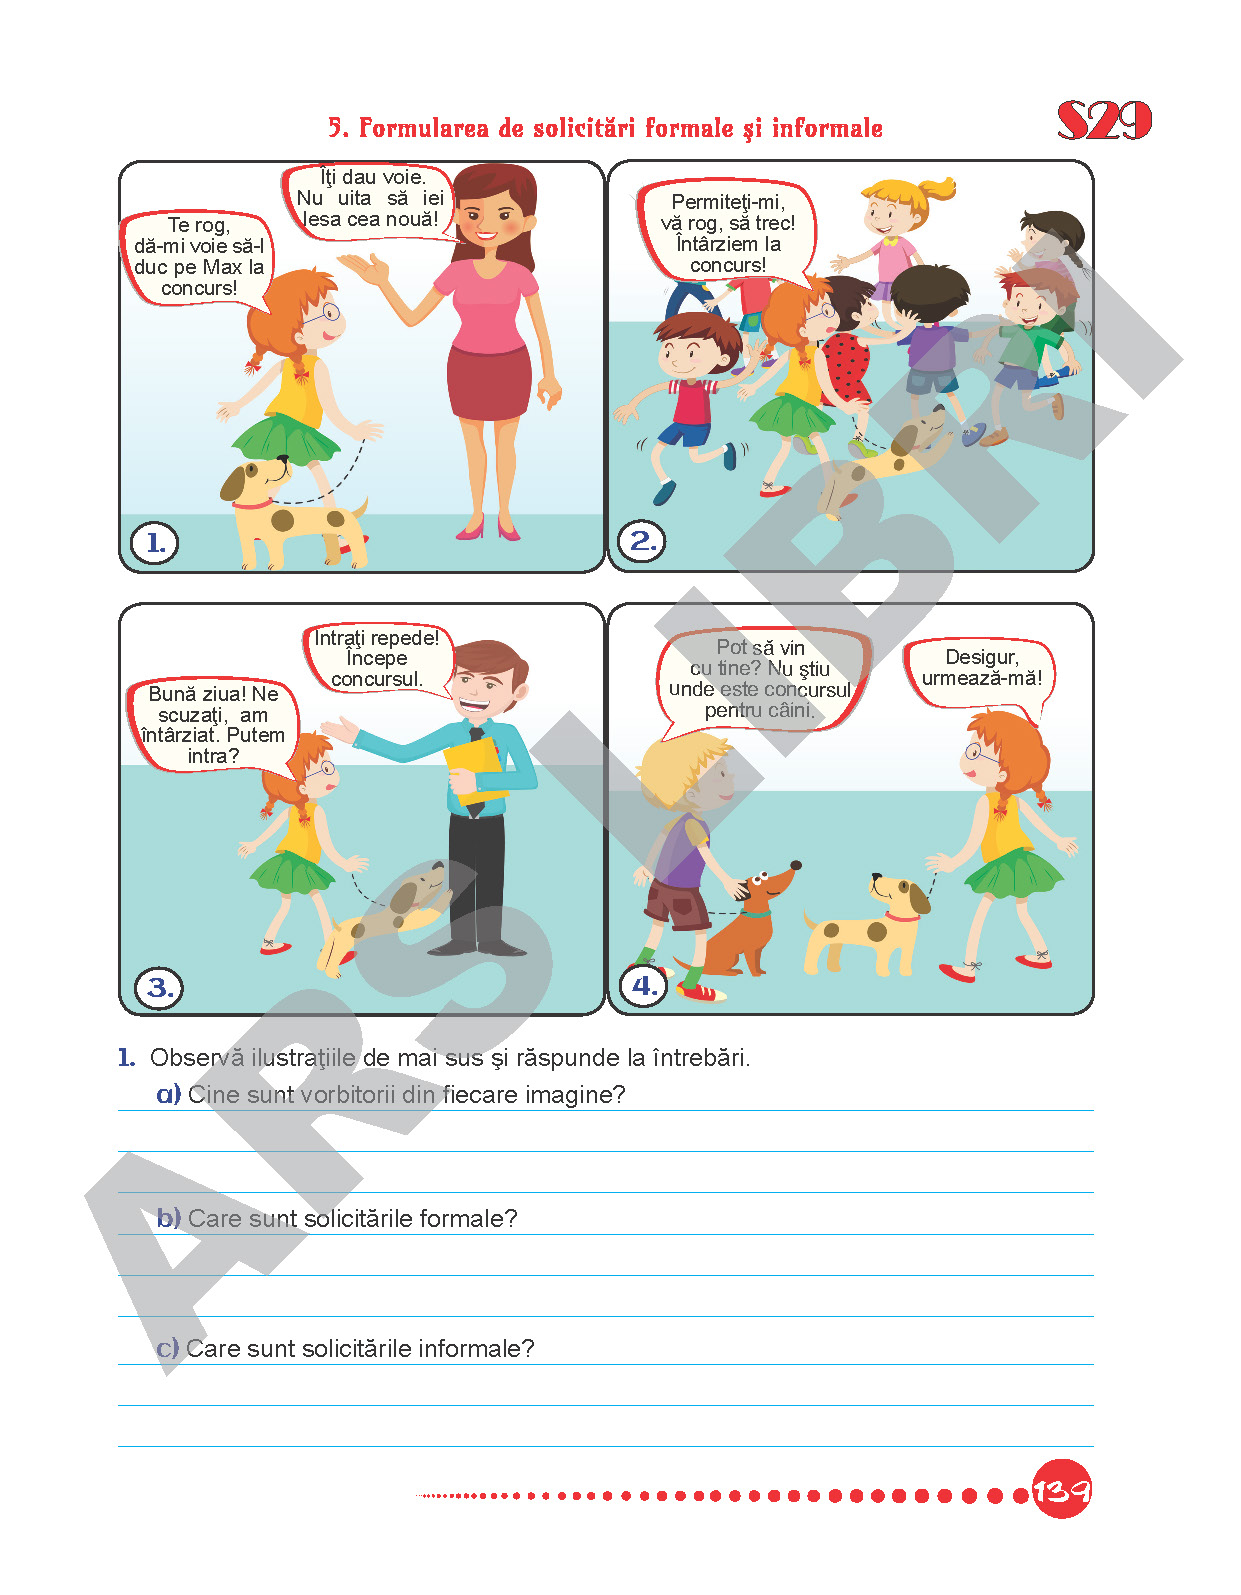 5. Formularea de solicitări formale şi informale
S29
Te rog,
dă-mi voie să-l
duc pe Max la
concurs!
Îţi dau voie.
Nu uita să iei
lesa cea nouă!
1.
Permiteţi-mi,
vă rog, să trec!
Întârziem la
concurs!
2.
Bună ziua! Ne
scuzaţi, am
întârziat. Putem
intra?
Intraţi repede!
Începe
concursul.
3.
Pot să vin
cu tine? Nu ştiu
unde este concursul
pentru câini.
Desigur,
urmează-mă!
4.
1. Observă ilustraţiile de mai sus şi răspunde la întrebări.
a) Cine sunt vorbitorii din fiecare imagine?
b) Care sunt solicitările formale?
c) Care sunt solicitările informale?
139
ARS LIBRI